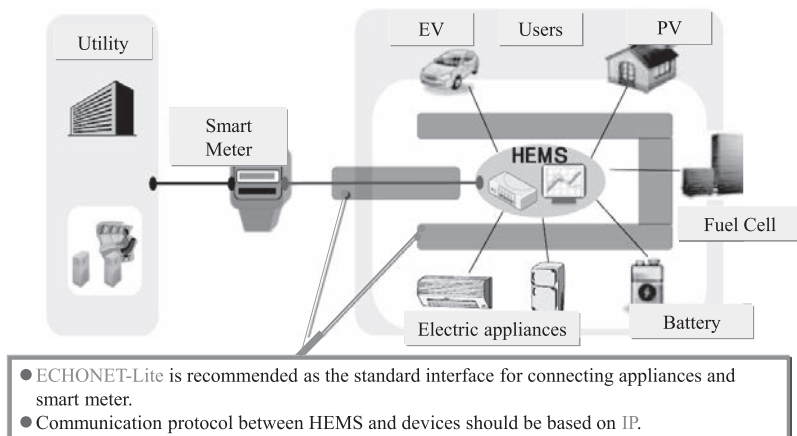 Utility
EV
Users
PV
Smart
Meter
HEMS
Fuel Cell
Electric appliances
Battery
● ECHONET-Lite is recommended as the standard interface for connecting appliances and
smart meter.
● Communication protocol between HEMS and devices should be based on IP.